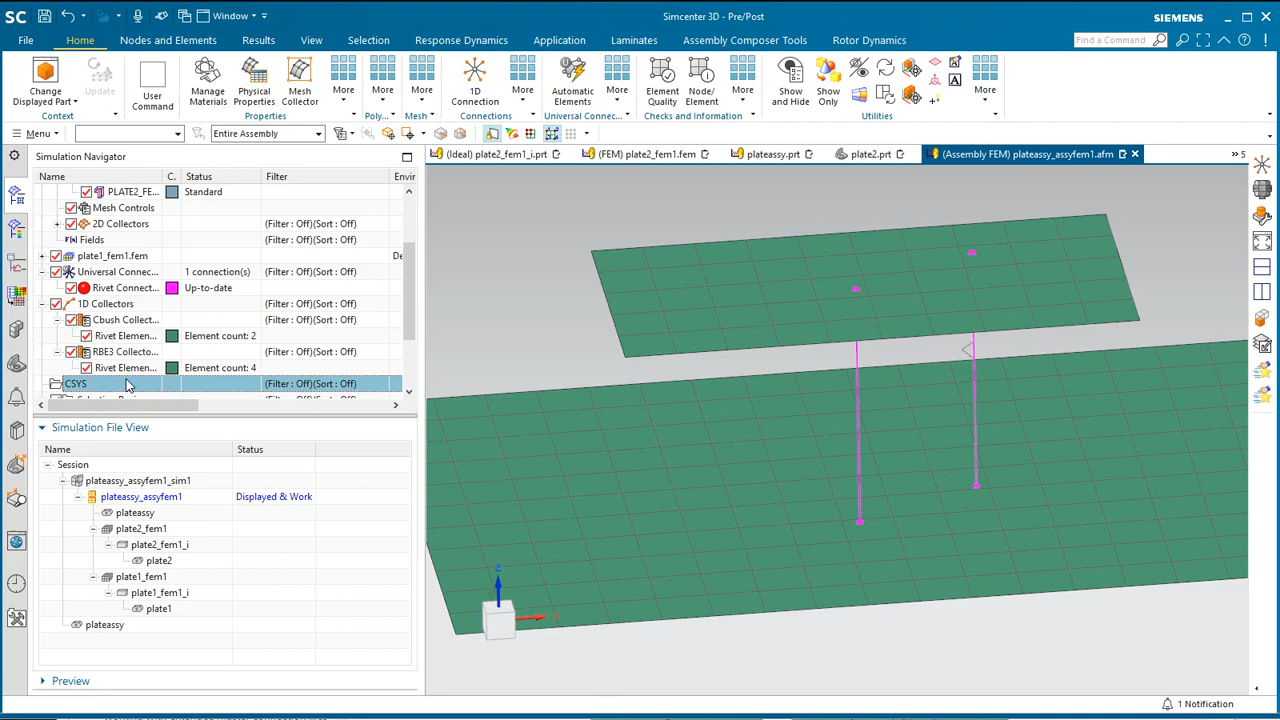 SC
Window
Simcenter 3D - Pre/Post
SIEMENS
File
Home
Nodes and Elements
Results
View
Selection
Response Dynamics
Application
Laminates
Assembly Composer Tools
Rotor Dynamics
Find a Command
Change
Displayed Part
Update
User
Command
Manage
Materials
Physical
Properties
Mesh
Collector
More
More
More
1D
Connection
More
Automatic
Elements
More
Element
Quality
Node/
Element
More
Show
and Hide
Show
Only
More
Context
Properties
Poly...
Mesh
Connections
Universal Connec...
Checks and Information
Utilities
Menu
Entire Assembly
Simulation Navigator
(Ideal) plate2_fem1_i.prt
(FEM) plate2_fem1.fem
plateassy.prt
plate2.prt
(Assembly FEM) plateassy_assyfem1.afm
5
Name
C.
Status
Filter
Envir
PLATE2_FE...
Standard
Mesh Controls
2D Collectors
(Filter : Off)(Sort : Off)
Fields
(Filter : Off)(Sort : Off)
plate1_fem1.fem
De
Universal Connec...
1 connection(s)
(Filter : Off)(Sort : Off)
Rivet Connect...
Up-to-date
1D Collectors
(Filter : Off)(Sort : Off)
Cbush Collect...
(Filter : Off)(Sort : Off)
Rivet Elemen...
Element count: 2
RBE3 Collecto...
(Filter : Off)(Sort : Off)
Rivet Elemen...
Element count: 4
CSYS
(Filter : Off)(Sort : Off)
Simulation File View
Name
Status
Session
plateassy_assyfem1_sim1
plateassy_assyfem1
Displayed & Work
plateassy
plate2_fem1
plate2_fem1_i
plate2
plate1_fem1
plate1_fem1_i
plate1
plateassy
Preview
Z
X
1 Notification